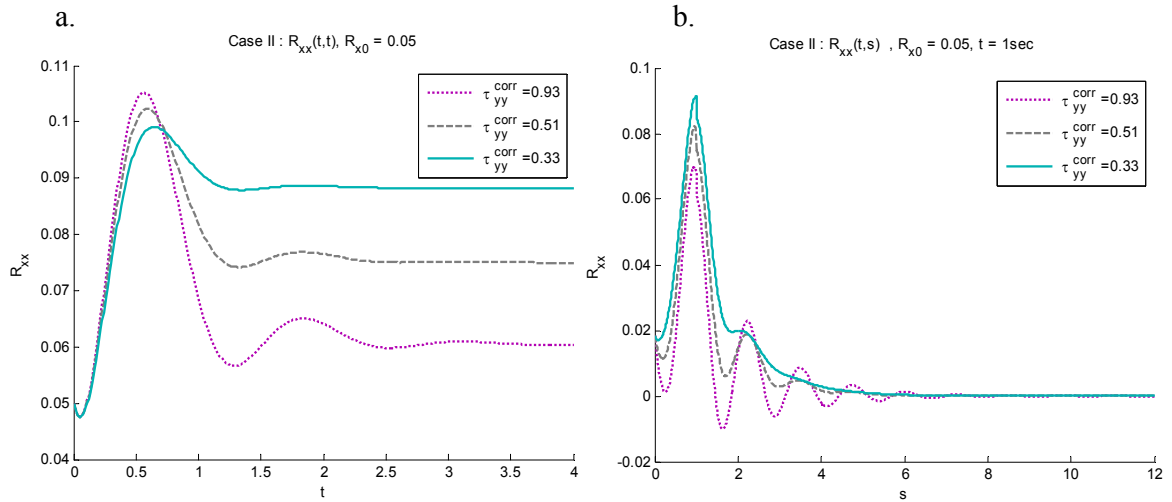 a.
Case II : R_xx(t,t), R_x0 = 0.05
R_xx
0.11
0.1
0.09
0.08
0.07
0.06
0.05
0.04
τ_yy^corr =0.93
τ_yy^corr =0.51
τ_yy^corr =0.33
0 0.5 1 1.5 2 2.5 3 3.5 4
t
b.
Case II : R_xx(t,s) , R_x0 = 0.05, t = 1sec
R_xx
0.1
0.08
0.06
0.04
0.02
0
-0.02
τ_yy^corr =0.93
τ_yy^corr =0.51
τ_yy^corr =0.33
0 2 4 6 8 10 12
s